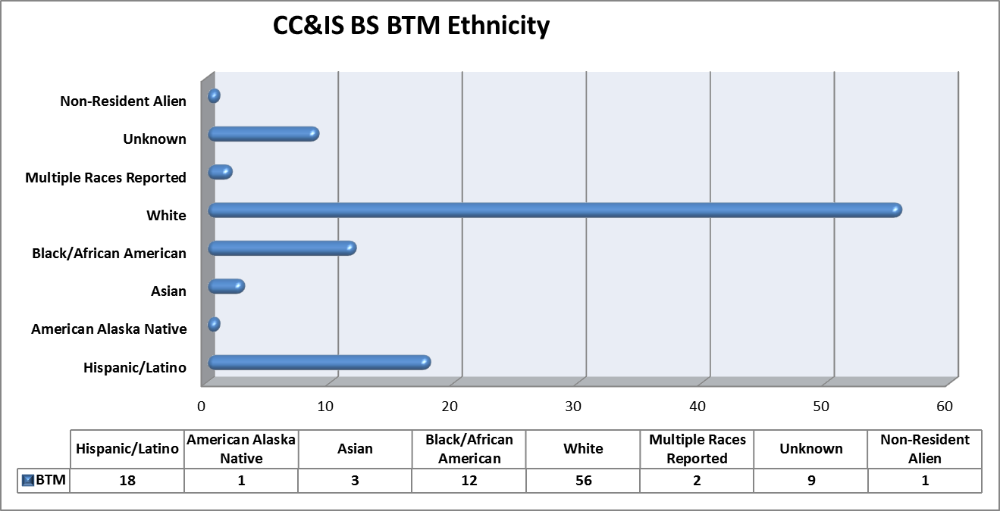 CC&IS BS BTM Ethnicity
Non-Resident Alien
Unknown
Multiple Races Reported
White
Black/African American
Asian
American Alaska Native
Hispanic/Latino
0 10 20 30 40 50 60
Hispanic/Latino
American Alaska
Native
Asian
Black/African
American
White
Multiple Races
Reported
Unknown
Non-Resident
Alien
BTM 18 1 3 12 56 2 9 1